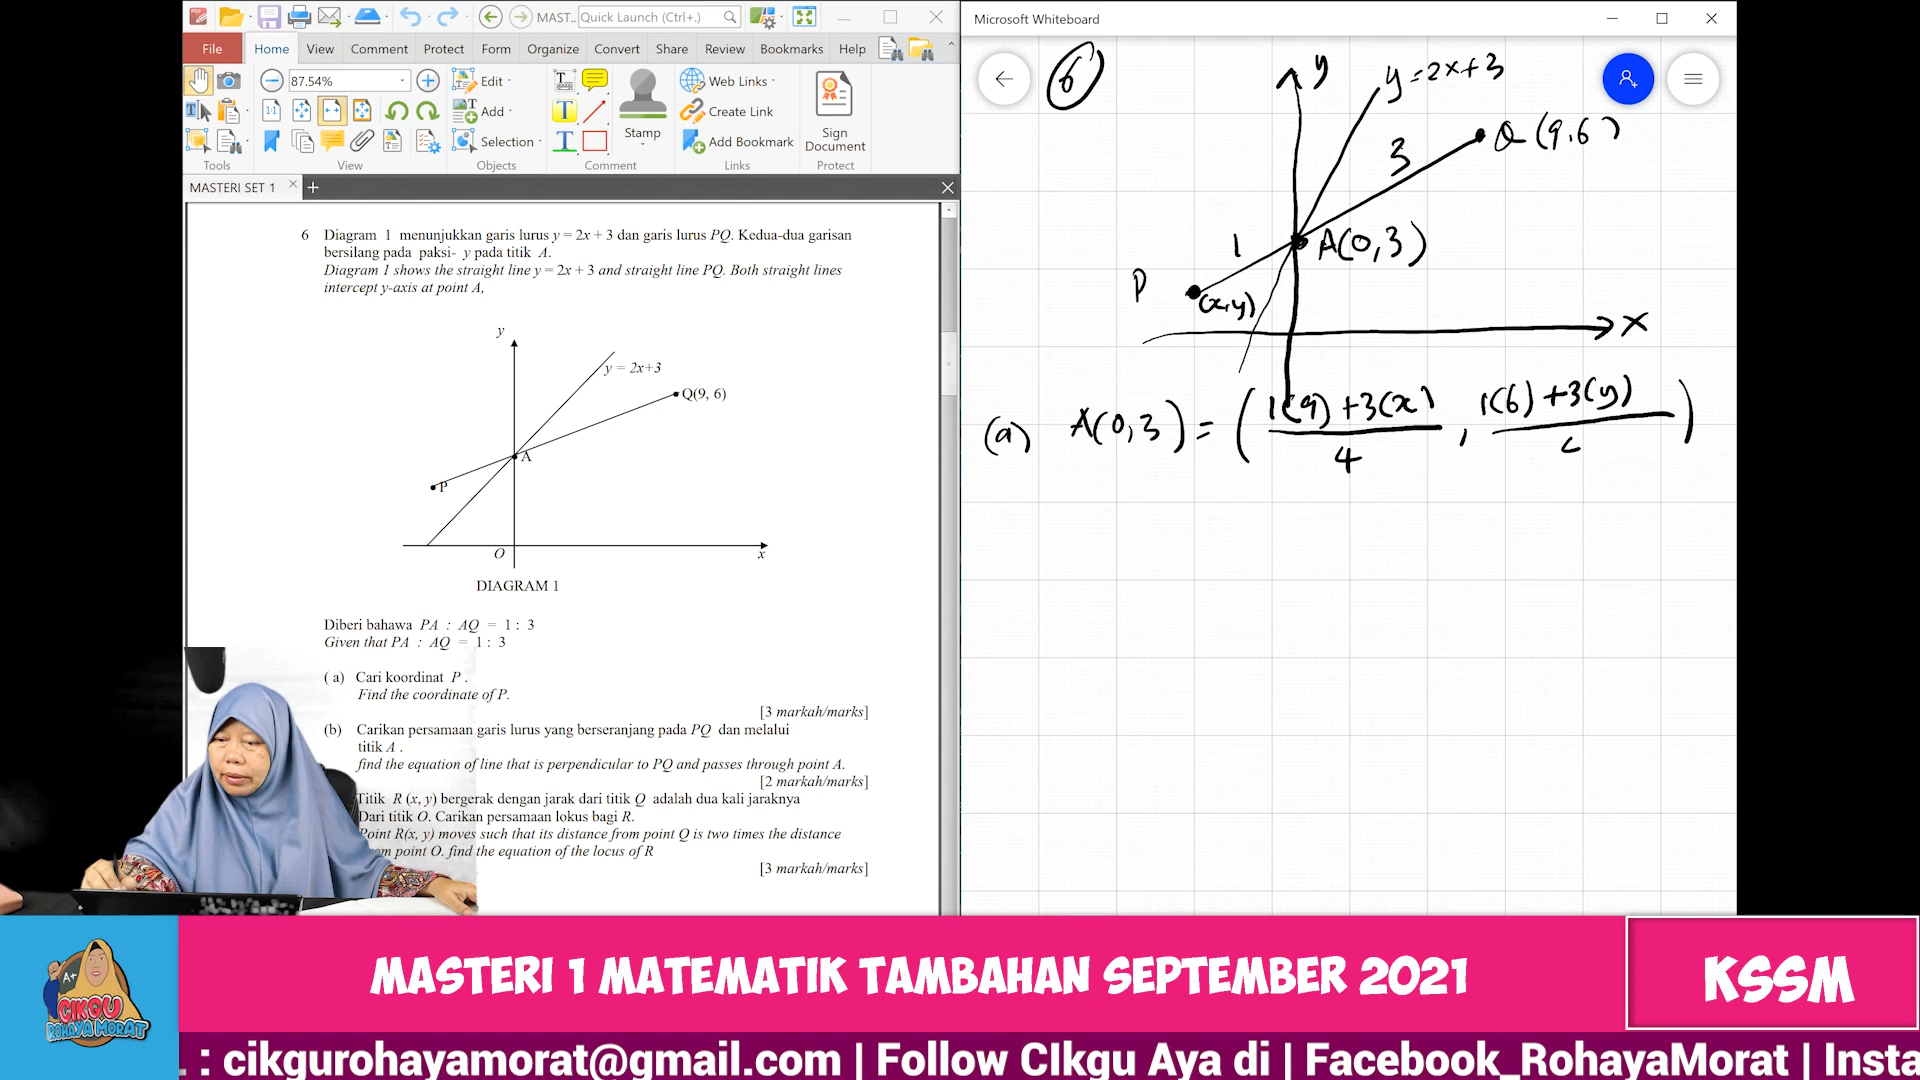 MAST..
Quick Launch (Ctrl+.)
File Home View Comment Protect Form Organize Convert Share Review Bookmarks Help
87.54%
Edit
Add
Selection
Stamp
Web Links
Create Link
Add Bookmark
Sign
Document
Tools View Objects Comment Links Protect
MASTERI SET 1
6 Diagram 1 menunjukkan garis lurus y = 2x + 3 dan garis lurus PQ. Kedua-dua garisan
bersilang pada paksi- y pada titik A.
Diagram 1 shows the straight line y = 2x + 3 and straight line PQ. Both straight lines
intercept y-axis at point A,
y
y = 2x+3
Q(9, 6)
A
P
O
x
DIAGRAM 1
Diberi bahawa PA : AQ = 1 : 3
Given that PA : AQ = 1 : 3
( a) Cari koordinat P .
Find the coordinate of P.
[3 markah/marks]
(b) Carikan persamaan garis lurus yang berseranjang pada PQ dan melalui
titik A .
find the equation of line that is perpendicular to PQ and passes through point A.
[2 markah/marks]
Titik R (x, y) bergerak dengan jarak dari titik Q adalah dua kali jaraknya
Dari titik O. Carikan persamaan lokus bagi R.
Point R(x, y) moves such that its distance from point Q is two times the distance
om point O. find the equation of the locus of R
[3 markah/marks]
Microsoft Whiteboard
6
y
y = 2x+3
Q (9,6)
3
1
A(0,3)
P
(x,y)
x
(a) A(0,3) = ( 1(9) +3(x) / 4 , 1(6) +3(y) / )
A+
CIKGU
ROHAYA MORAT
MASTERI 1 MATEMATIK TAMBAHAN SEPTEMBER 2021
KSSM
: cikgurohayamorat@gmail.com | Follow CIkgu Aya di | Facebook_RohayaMorat | Insta